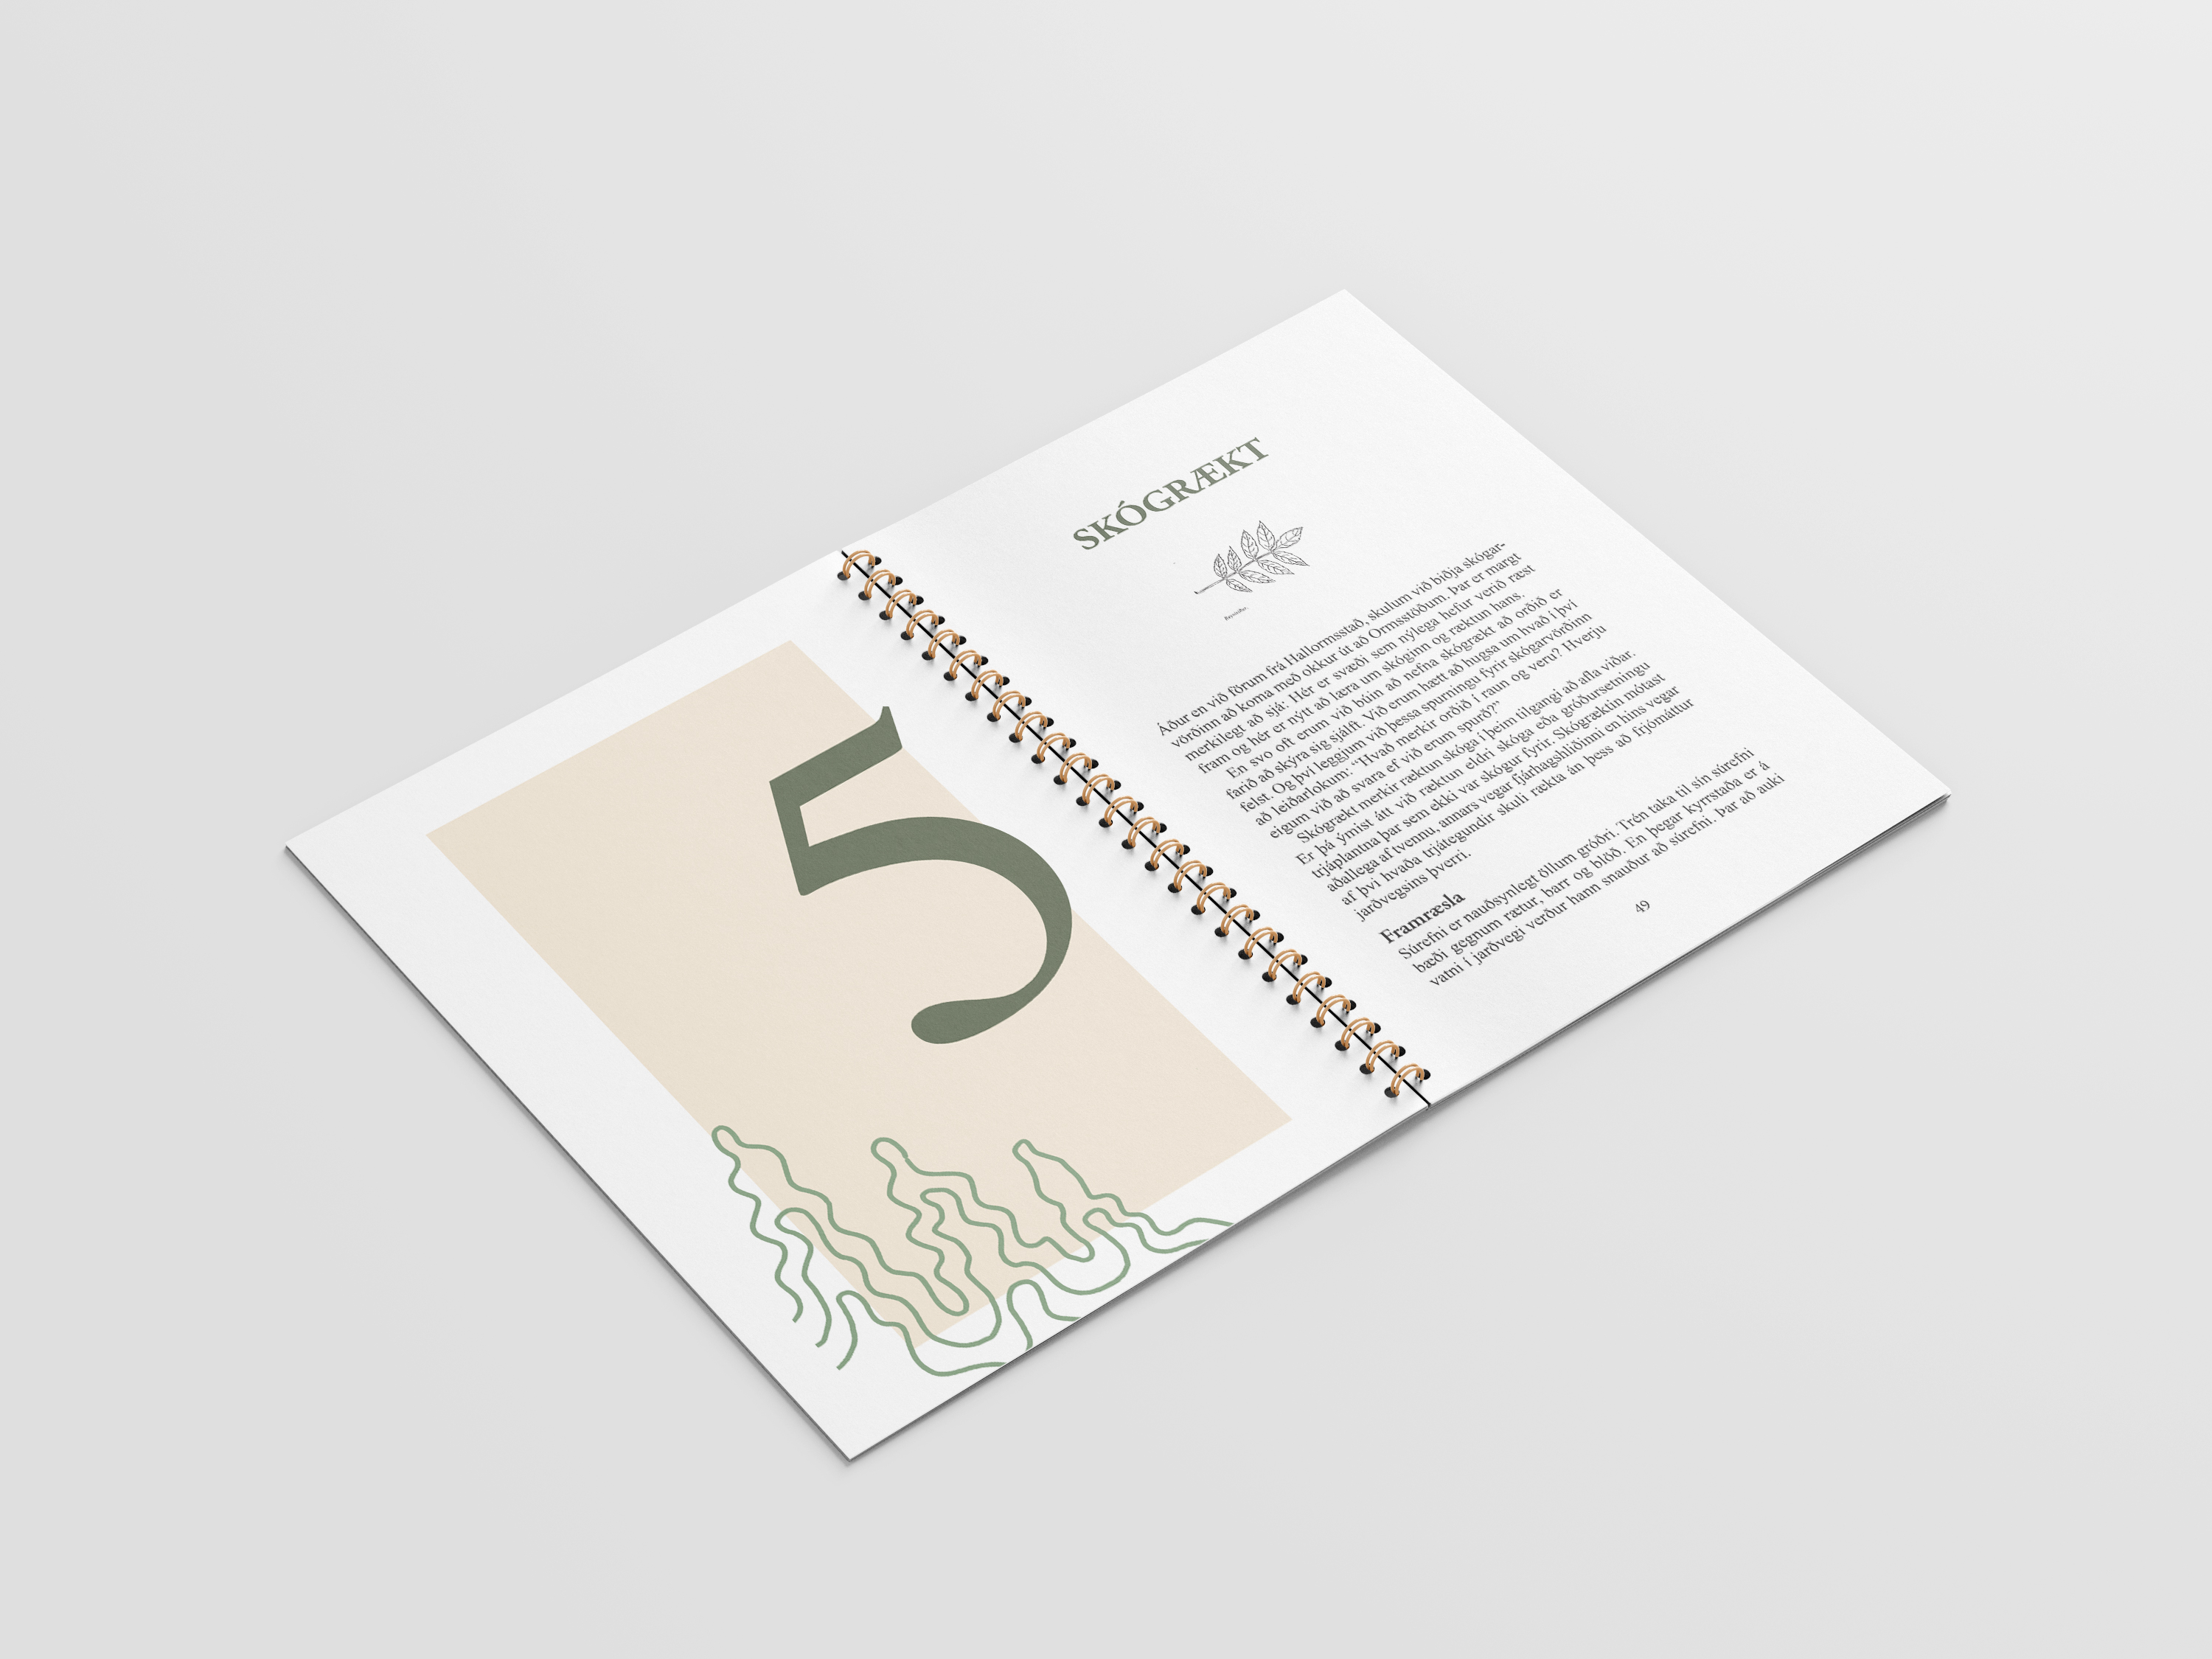 5
SKÓGRÆKT
Áður en við förum frá Hallormsstað, skulum við biðja skógar-
vörðinn að koma með okkur út að Ormsstöðum. Þar er margt
merkilegt að sjá: Hér er svæði sem nýlega hefur verið ræst
fram og hér er nýtt að læra um skóginn og ræktun hans.
En svo oft erum við búin að nefna skógrækt að orðið er
farið að skýra sig sjálft. Við erum hætt að hugsa um hvað í því
felst. Og því leggjum við þessa spurningu fyrir skógarvörðinn
að leiðarlokum: “Hvað merkir orðið í raun og veru? Hverju
eigum við að svara ef við erum spurð?”
Skógrækt merkir ræktun skóga í þeim tilgangi að afla viðar.
Er þá ýmist átt við ræktun eldri skóga eða gróðursetningu
trjáplantna þar sem ekki var skógur fyrir. Skógræktin mótast
aðallega af tvennu, annars vegar fjárhagshliðinni en hins vegar
af því hvaða trjátegundir skuli rækta án þess að frjómáttur
jarðvegsins þverri.
Framræsla
Súrefni er nauðsynlegt öllum gróðri. Trén taka til sín súrefni
bæði gegnum rætur, barr og blöð. En þegar kyrrstaða er á
vatni í jarðvegi verður hann snauður að súrefni. Þar að auki
49